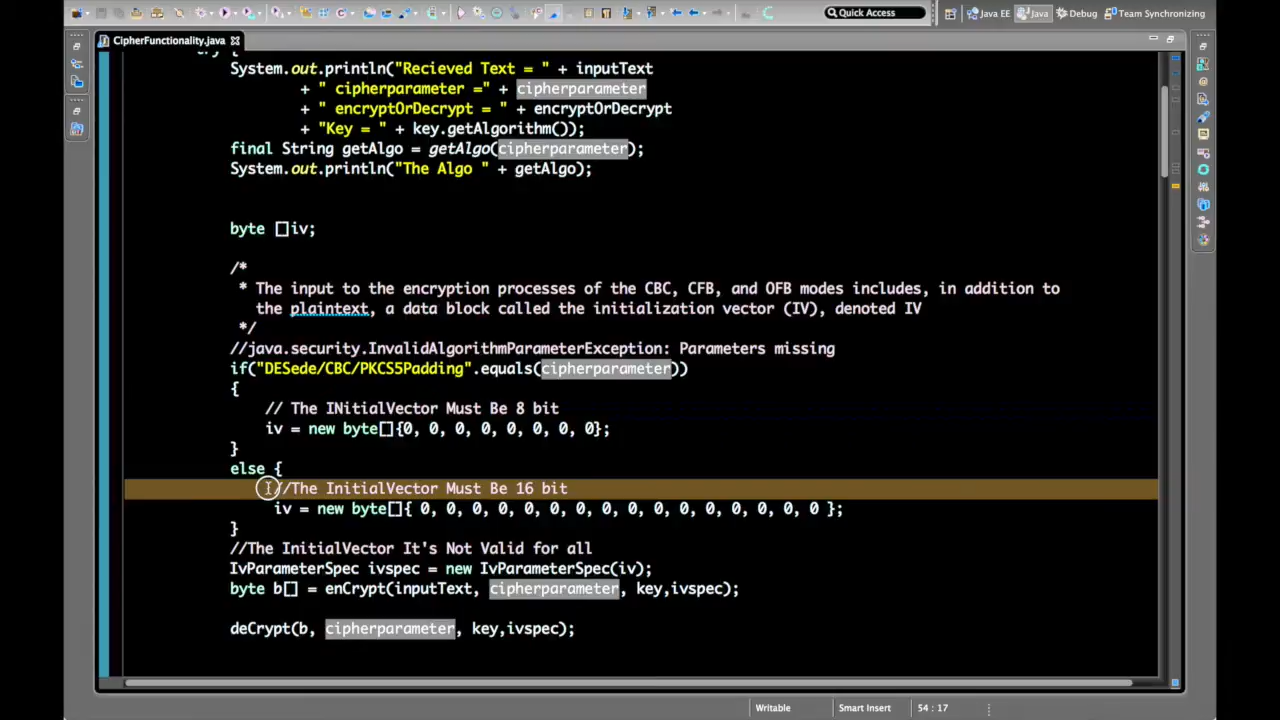 Quick Access
Java EE
Java
Debug
Team Synchronizing
CipherFunctionality.java
System.out.println("Recieved Text = " + inputText
+ " cipherparameter =" + cipherparameter
+ " encryptOrDecrypt = " + encryptOrDecrypt
+ "Key = " + key.getAlgorithm());
final String getAlgo = getAlgo(cipherparameter);
System.out.println("The Algo " + getAlgo);
byte []iv;
/*
* The input to the encryption processes of the CBC, CFB, and OFB modes includes, in addition to
the plaintext, a data block called the initialization vector (IV), denoted IV
*/
//java.security.InvalidAlgorithmParameterException: Parameters missing
if("DESede/CBC/PKCS5Padding".equals(cipherparameter))
{
// The INitialVector Must Be 8 bit
iv = new byte[]{0, 0, 0, 0, 0, 0, 0, 0};
}
else {
//The InitialVector Must Be 16 bit
iv = new byte[]{ 0, 0, 0, 0, 0, 0, 0, 0, 0, 0, 0, 0, 0, 0, 0, 0 };
}
//The InitialVector It's Not Valid for all
IvParameterSpec ivspec = new IvParameterSpec(iv);
byte b[] = enCrypt(inputText, cipherparameter, key,ivspec);
deCrypt(b, cipherparameter, key,ivspec);
Writable
Smart Insert
54 : 17